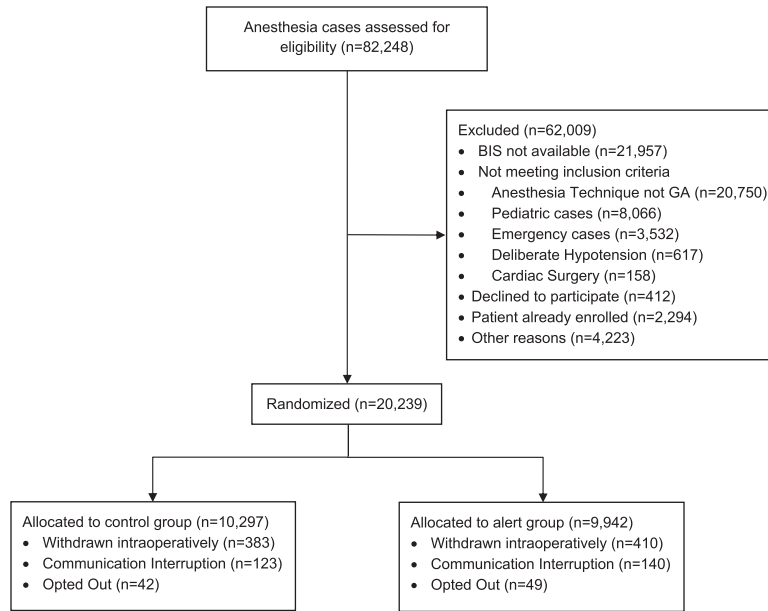 Anesthesia cases assessed for
eligibility (n=82,248)
Excluded (n=62,009)
• BIS not available (n=21,957)
• Not meeting inclusion criteria
• Anesthesia Technique not GA (n=20,750)
• Pediatric cases (n=8,066)
• Emergency cases (n=3,532)
• Deliberate Hypotension (n=617)
• Cardiac Surgery (n=158)
• Declined to participate (n=412)
• Patient already enrolled (n=2,294)
• Other reasons (n=4,223)
Randomized (n=20,239)
Allocated to control group (n=10,297)
• Withdrawn intraoperatively (n=383)
• Communication Interruption (n=123)
• Opted Out (n=42)
Allocated to alert group (n=9,942)
• Withdrawn intraoperatively (n=410)
• Communication Interruption (n=140)
• Opted Out (n=49)